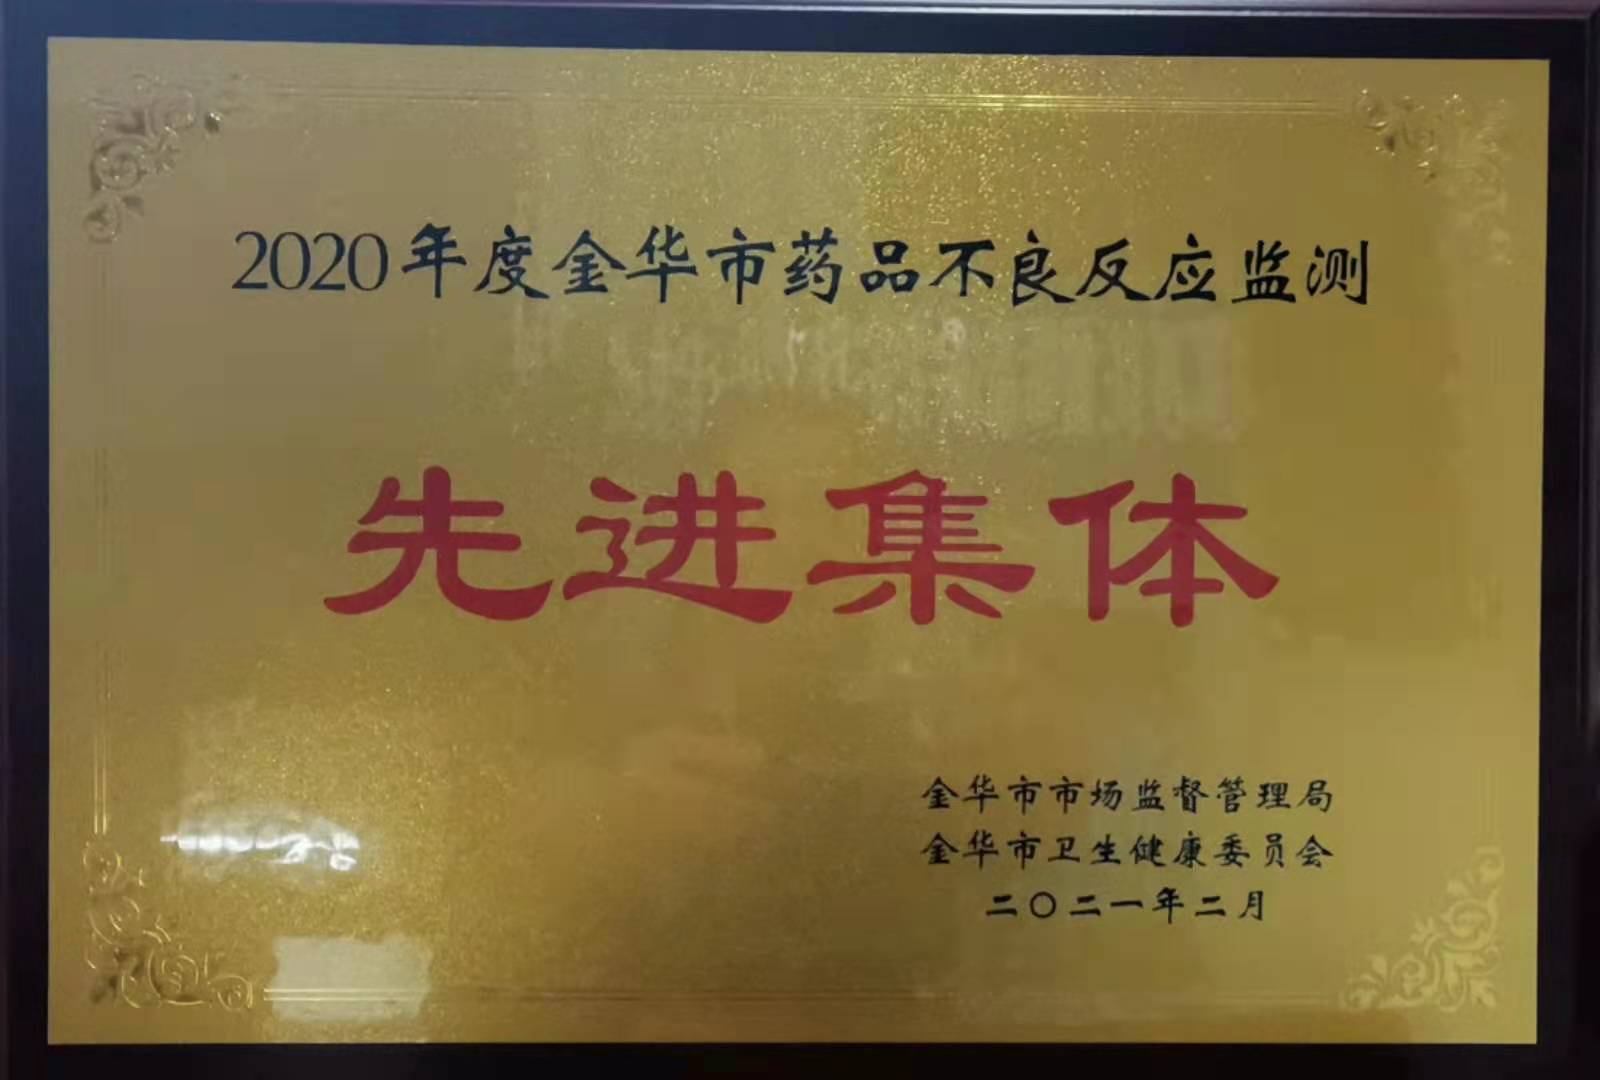 2020年度金华市药品不良反应监测
先进集体
金华市市场监督管理局
金华市卫生健康委员会
二〇二一年二月